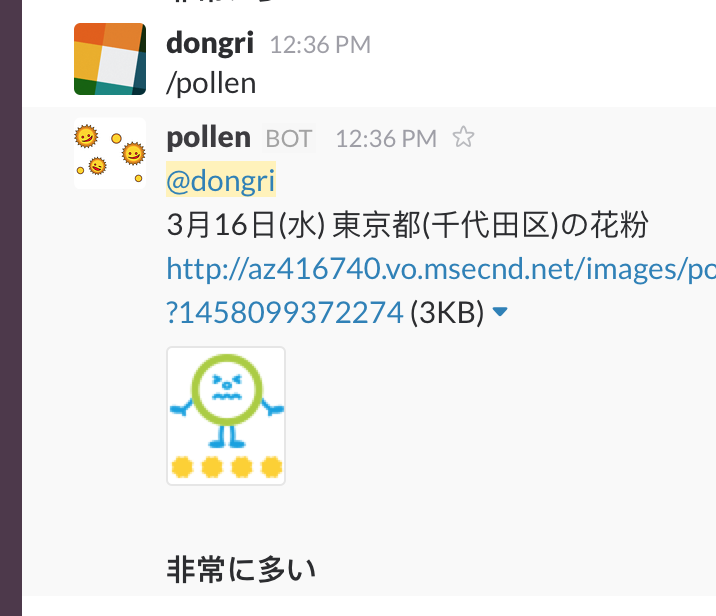 dongri 12:36 PM
/pollen
pollen BOT 12:36 PM
@dongri
3月16日(水) 東京都(千代田区)の花粉
http://az416740.vo.msecnd.net/images/po
?1458099372274 (3KB)
非常に多い